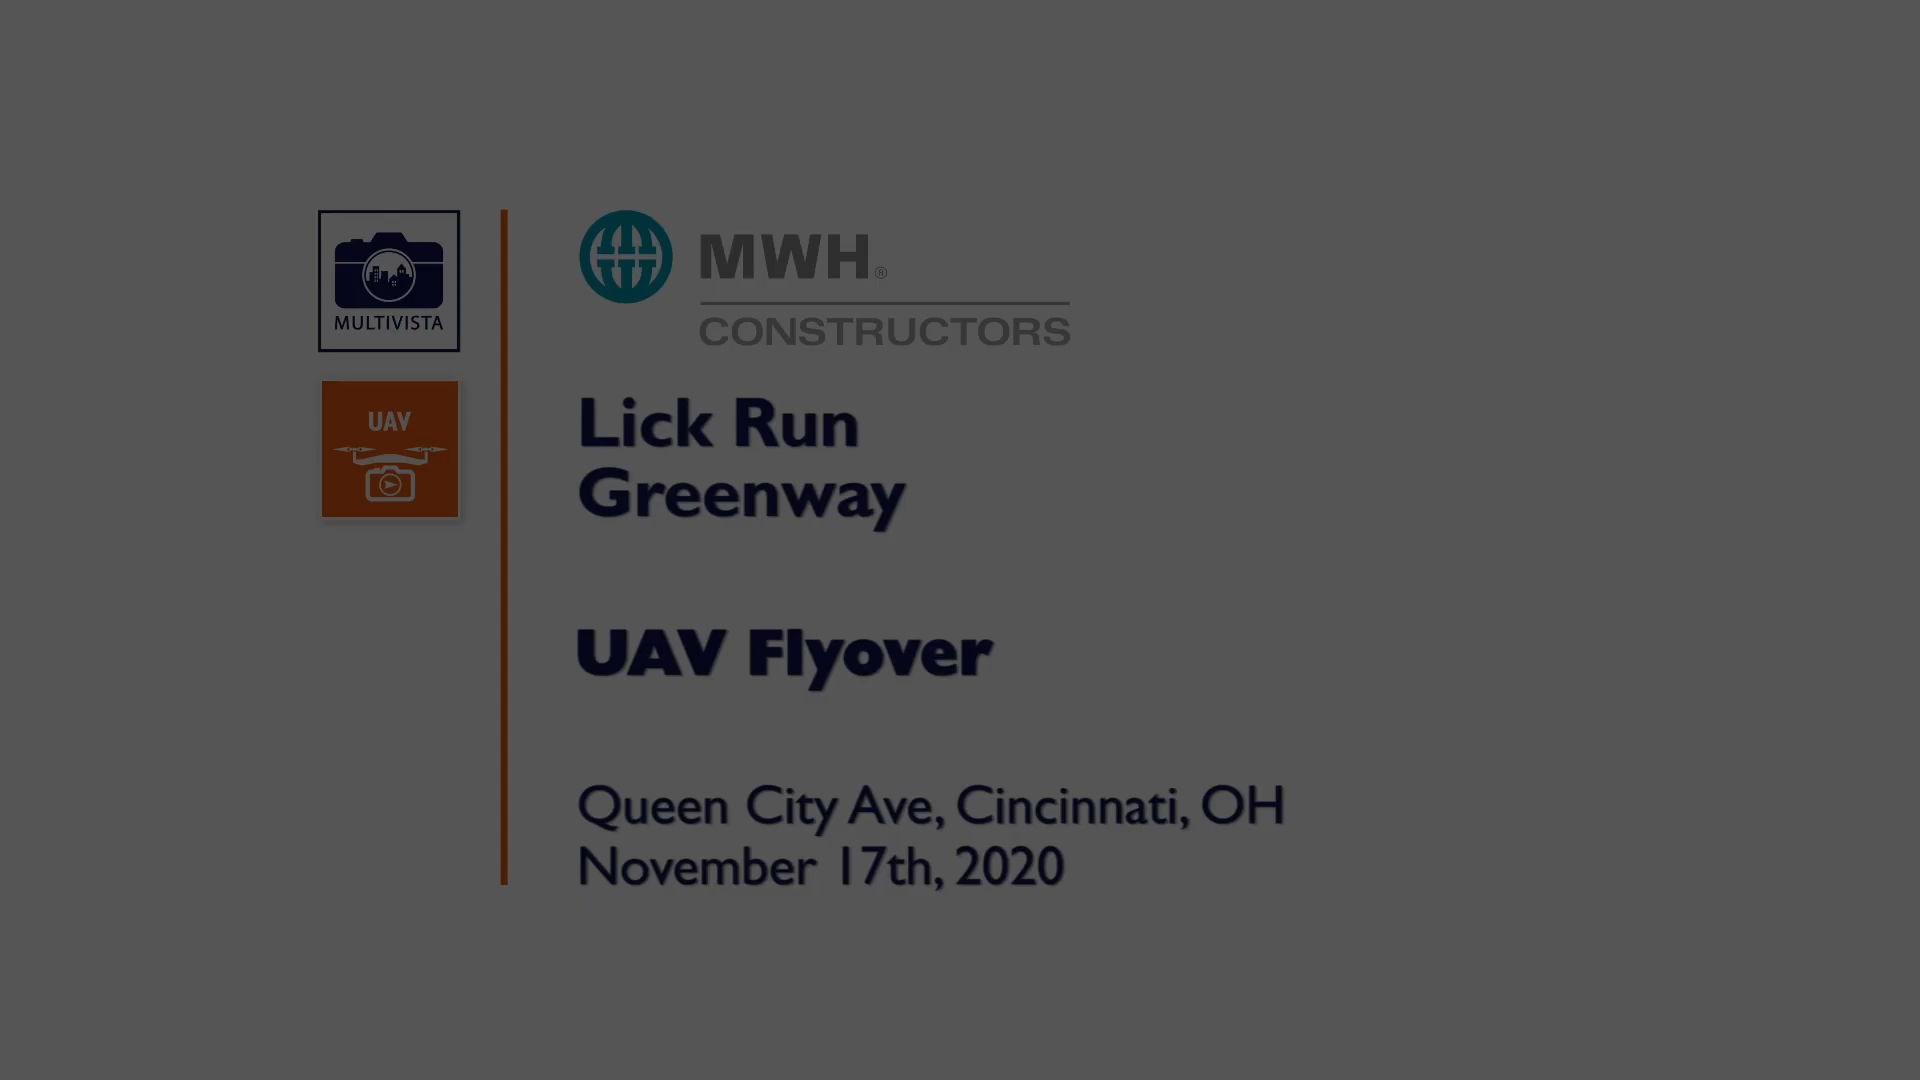 MULTIVISTA
UAV
MWH®
CONSTRUCTORS
Lick Run
Greenway
UAV Flyover
Queen City Ave, Cincinnati, OH
November 17th, 2020